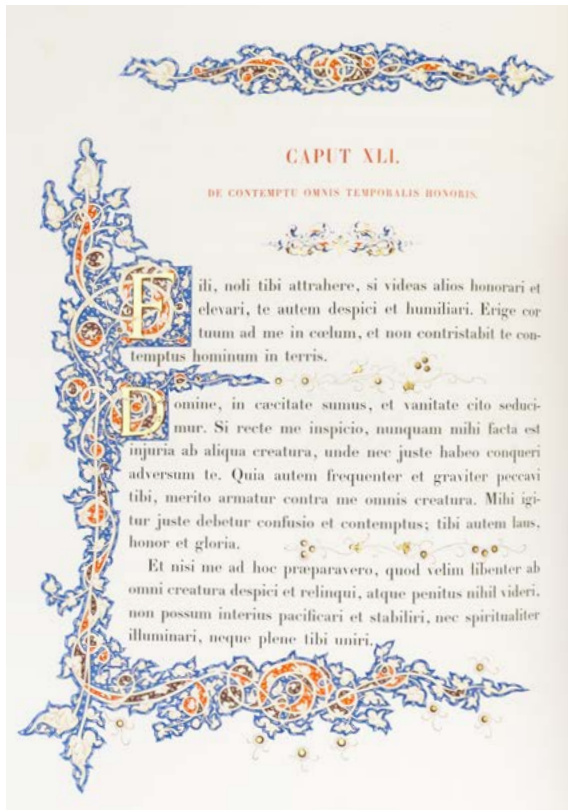 CAPUT XLI.
DE CONTEMPTU OMNIS TEMPORALIS HONORIS.
Fili, noli tibi attrahere, si videas alios honorari et
elevari, te autem despici et humiliari. Erige cor
tuum ad me in cœlum, et non contristabit te con-
temptus hominum in terris.
Domine, in cæcitate sumus, et vanitate cito seduci-
mur. Si recte me inspicio, nunquam mihi facta est
injuria ab aliqua creatura, unde nec juste habeo conqueri
adversum te. Quia autem frequenter et graviter peccavi
tibi, merito armatur contra me omnis creatura. Mihi igi-
tur juste debetur confusio et contemptus; tibi autem laus,
honor et gloria.
Et nisi me ad hoc præparavero, quod velim libenter ab
omni creatura despici et relinqui, atque penitus nihil videri,
non possum interius pacificari et stabiliri, nec spiritualiter
illuminari, neque plene tibi uniri.